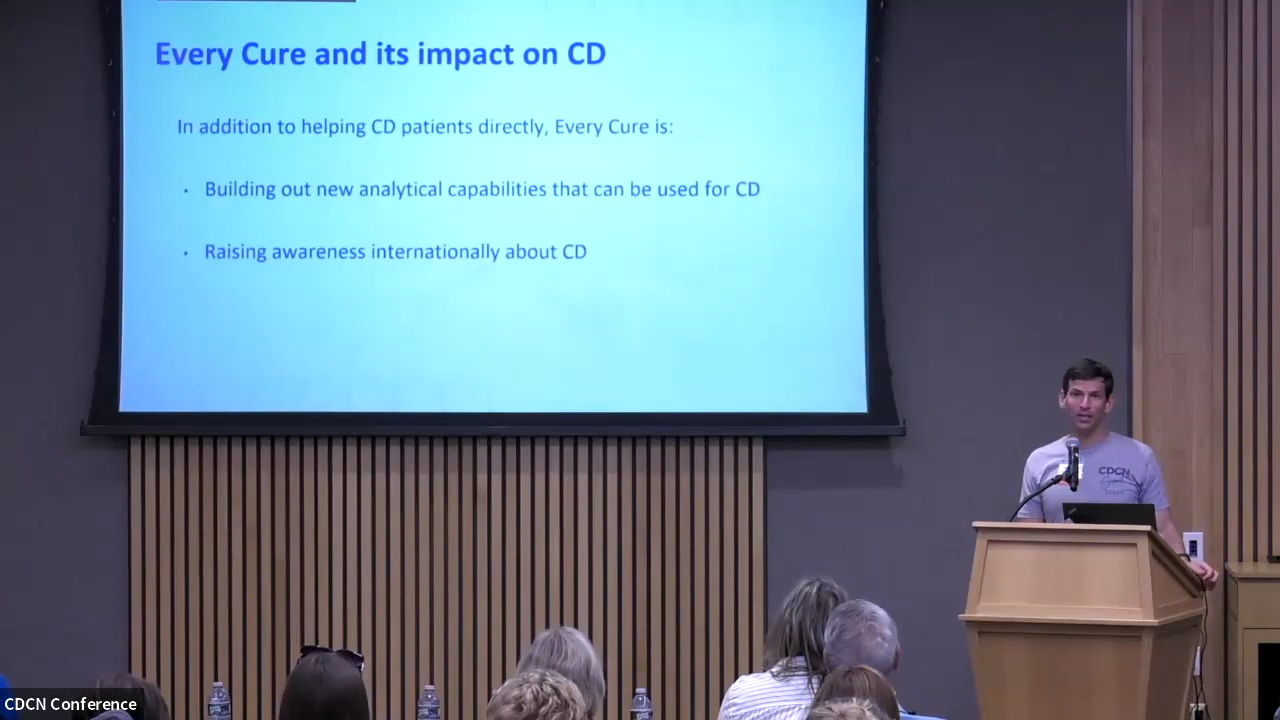 Every Cure and its impact on CD
In addition to helping CD patients directly, Every Cure is:
· Building out new analytical capabilities that can be used for CD
· Raising awareness internationally about CD
CDCN
STAFF
CDCN Conference